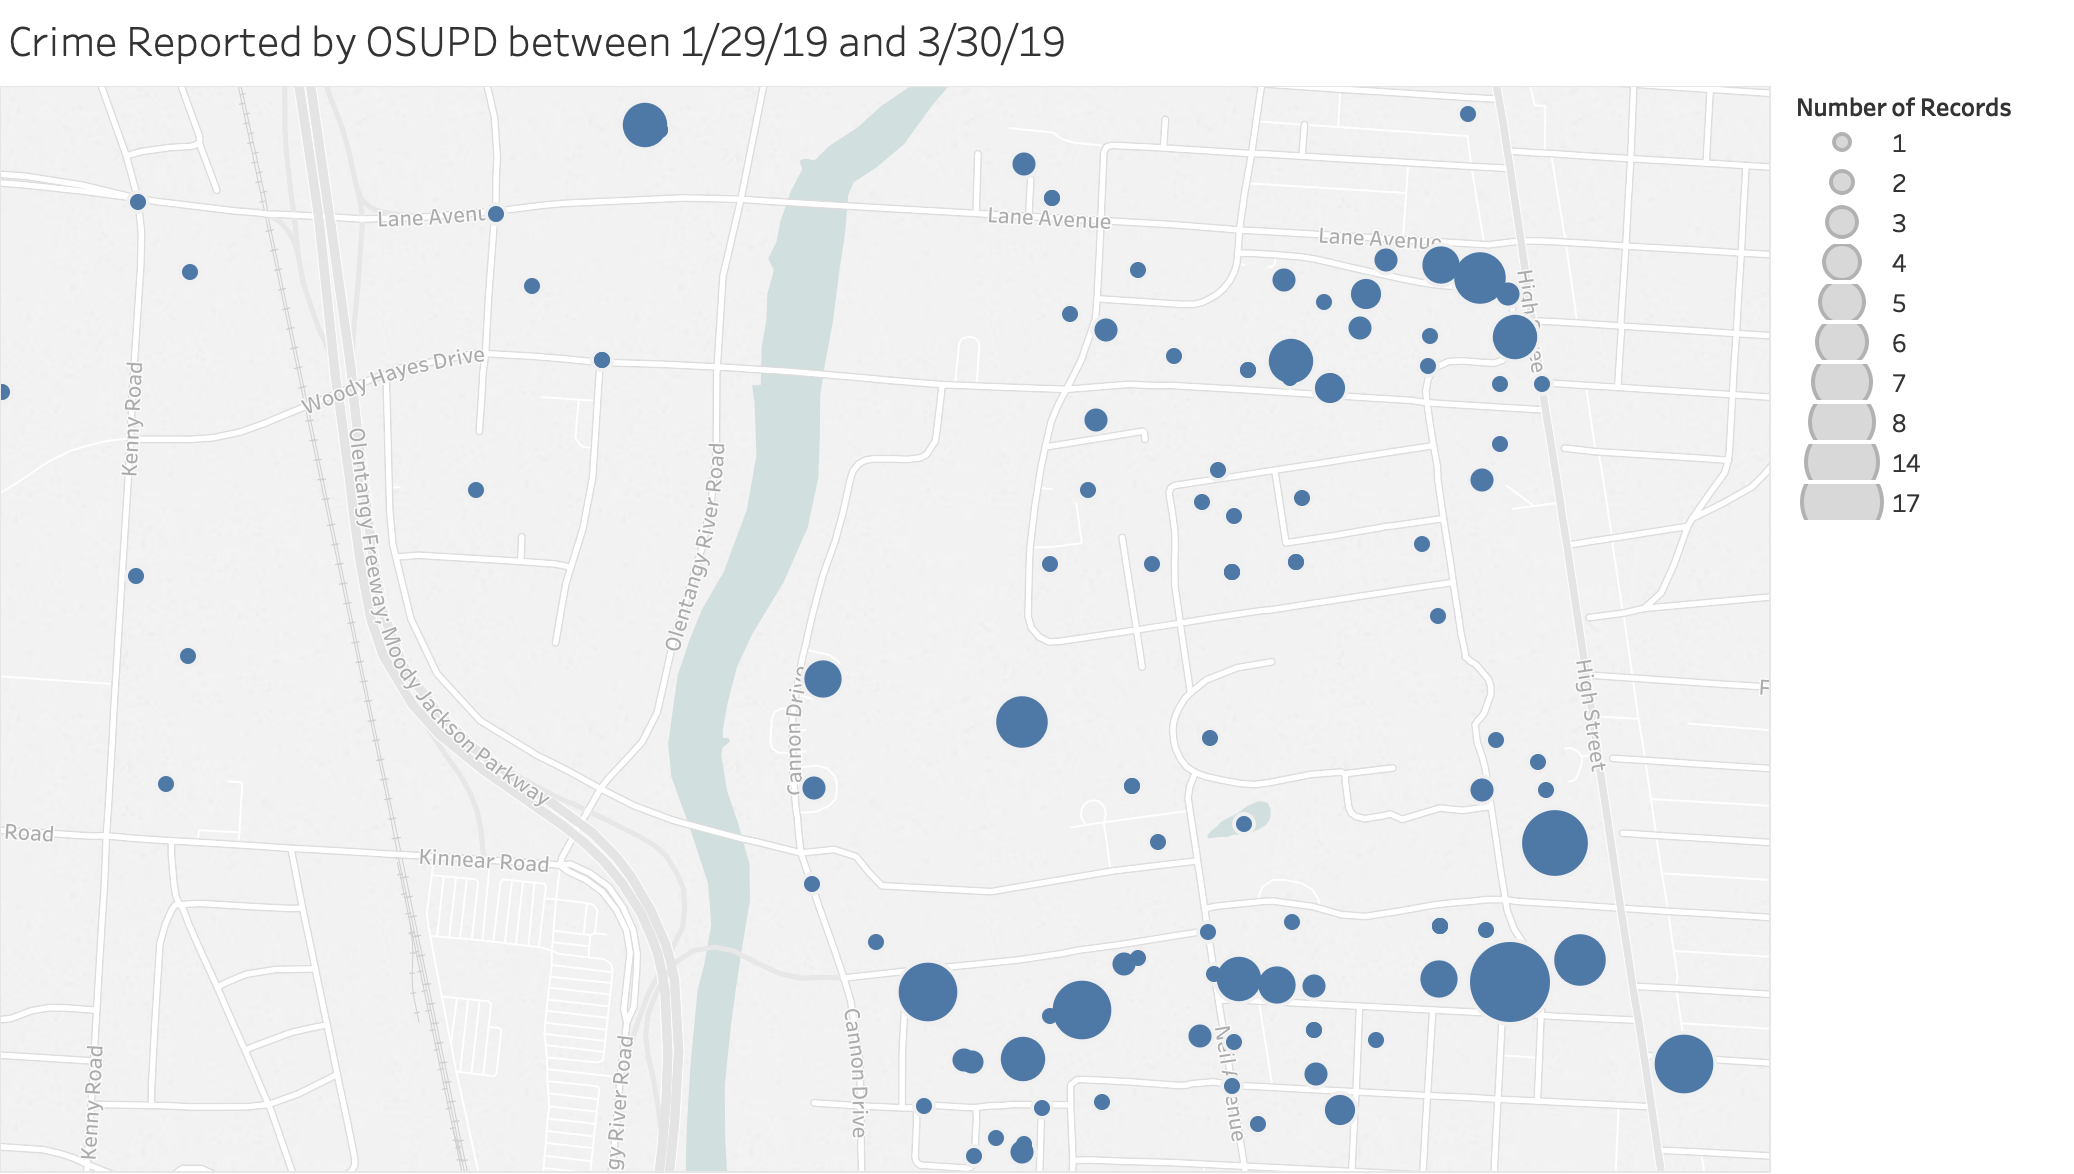 Crime Reported by OSUPD between 1/29/19 and 3/30/19
Number of Records
1
2
3
4
5
6
7
8
14
17
Lane Avenu
Lane Avenue
Lane Avenue
High
ee
Woody Hayes Drive
Kenny Road
Olentangy Freeway; Moody Jackson Parkway
Olentangy River Road
Cannon Drive
High Street
F
Road
Kinnear Road
Kenny Road
gy River Road
Cannon Drive
Neil
enue